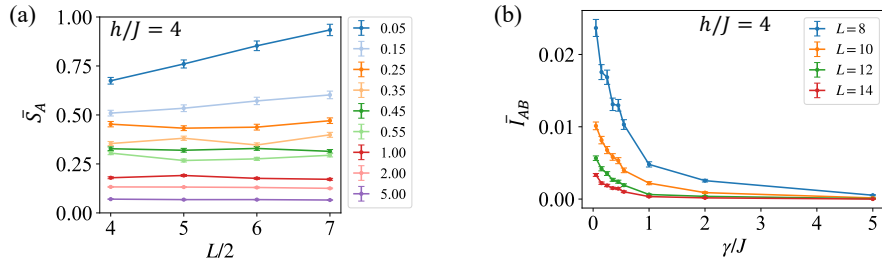 (a)
h/J = 4
S̄_A
1.00
0.75
0.50
0.25
0.00
4 5 6 7
L/2
0.05
0.15
0.25
0.35
0.45
0.55
1.00
2.00
5.00
(b)
h/J = 4
Ī_AB
0.02
0.01
0.00
0 1 2 3 4 5
γ/J
L = 8
L = 10
L = 12
L = 14